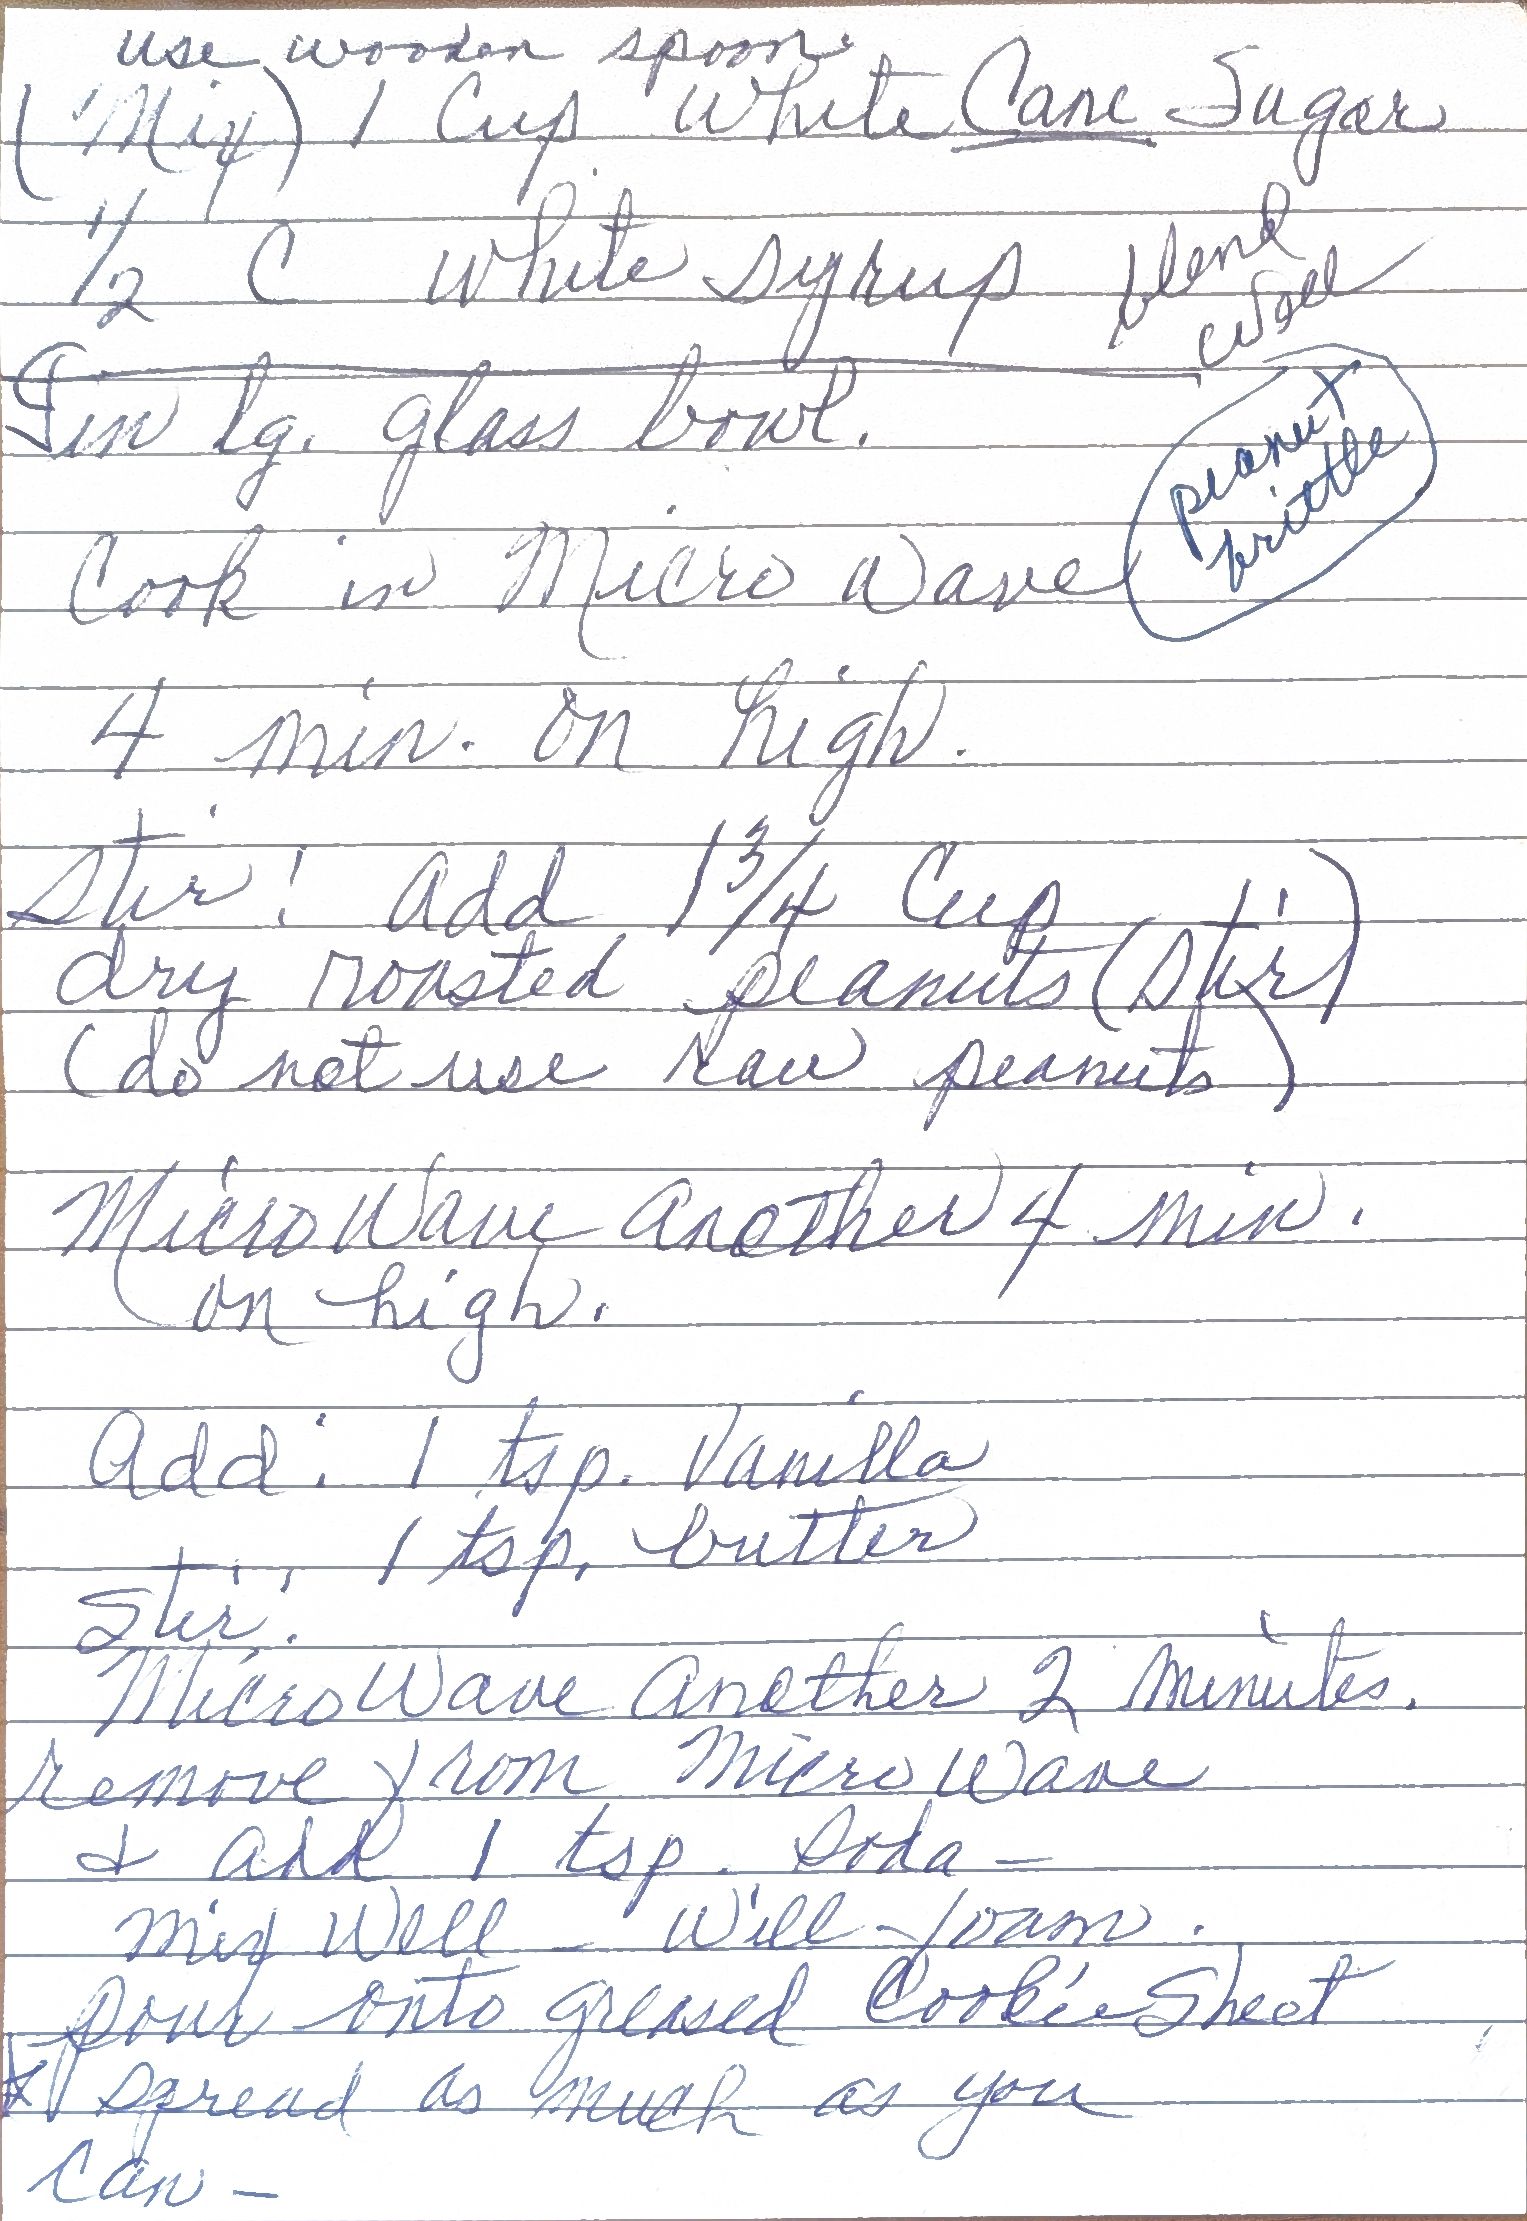 use wooden spoon.
(Mix) 1 Cup White Cane Sugar
1/2 C white syrup blend
well
in lg. glass bowl.
peanut
brittle
Cook in MicroWave
4 min. on high.
Stir! add 1 3/4 Cup
dry roasted peanuts (stir)
(do not use raw peanuts)
MicroWave Another 4 min.
on high.
Add: 1 tsp. Vanilla
1 tsp. butter
Stir!
MicroWave Another 2 minutes.
remove from MicroWave
& add 1 tsp. soda –
mix Well – Will foam.
pour onto greased Cookie Sheet
☆ spread as much as you
can –